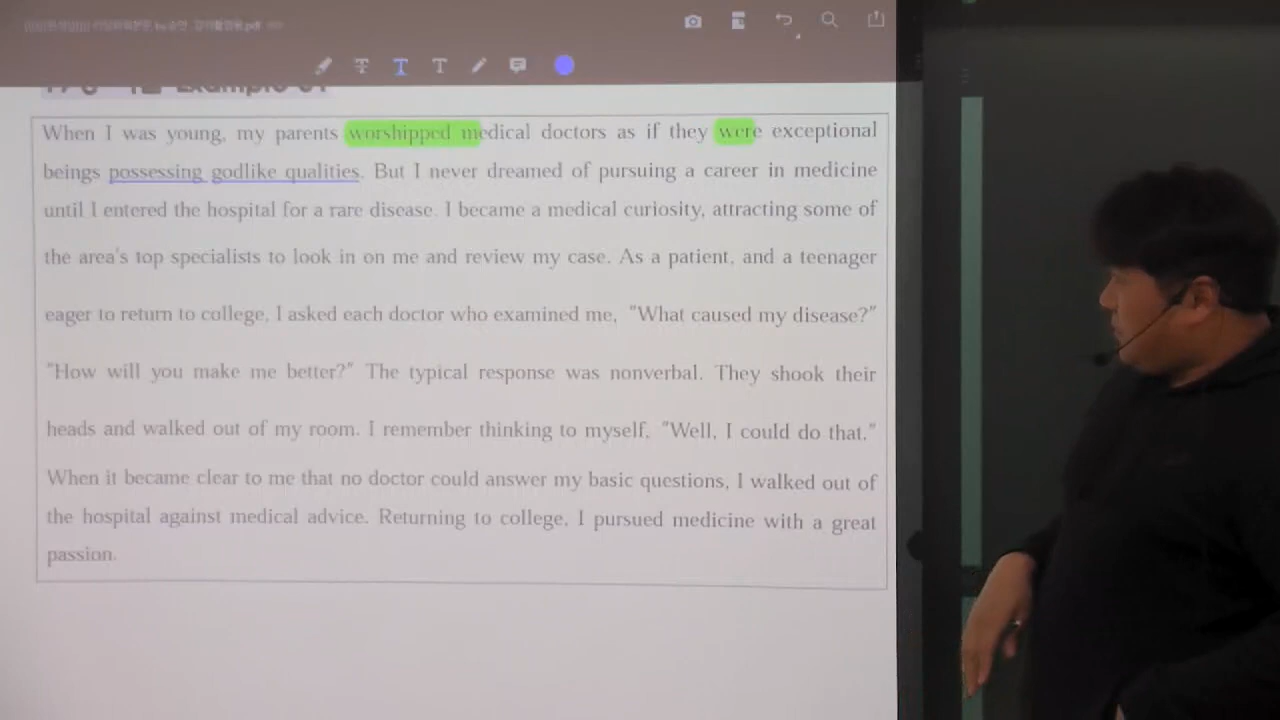 When I was young, my parents worshipped medical doctors as if they were exceptional
beings possessing godlike qualities. But I never dreamed of pursuing a career in medicine
until I entered the hospital for a rare disease. I became a medical curiosity, attracting some of
the area's top specialists to look in on me and review my case. As a patient, and a teenager
eager to return to college, I asked each doctor who examined me, "What caused my disease?"
"How will you make me better?" The typical response was nonverbal. They shook their
heads and walked out of my room. I remember thinking to myself, "Well, I could do that."
When it became clear to me that no doctor could answer my basic questions, I walked out of
the hospital against medical advice. Returning to college, I pursued medicine with a great
passion.